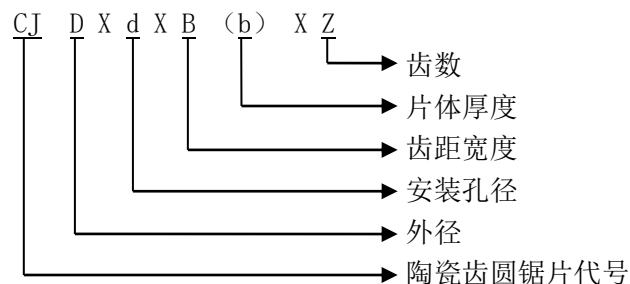 CJ D X d X B （b） X Z
齿数
片体厚度
齿距宽度
安装孔径
外径
陶瓷齿圆锯片代号